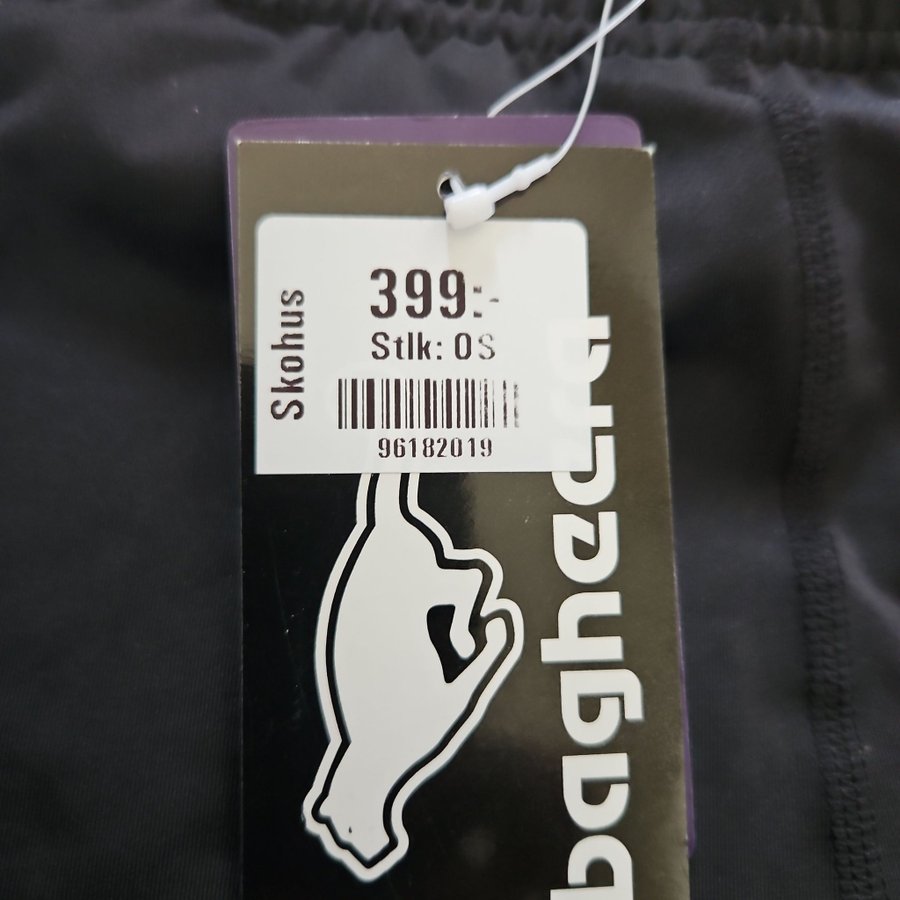 Skohus
399:-
Stlk: OS
96182019
bagheera